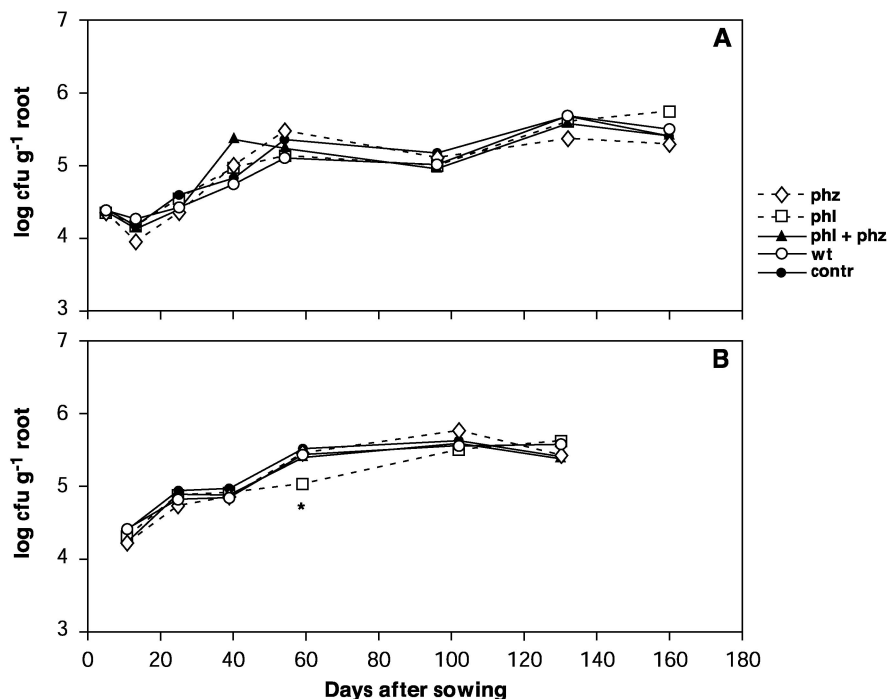 7
A
6
5
4
3
log cfu g⁻¹ root
phz
phl
phl + phz
wt
contr
7
B
6
5
4
3
log cfu g⁻¹ root
*
0 20 40 60 80 100 120 140 160 180
Days after sowing